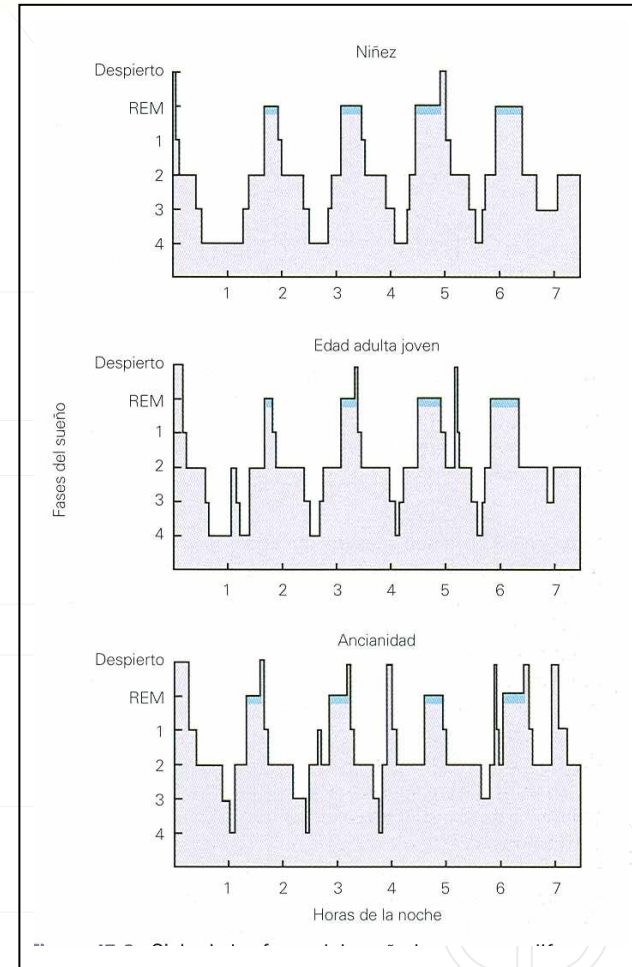 Niñez
Despierto
REM
1
2
3
4
1 2 3 4 5 6 7
Edad adulta joven
Despierto
REM
1
2
3
4
1 2 3 4 5 6 7
Fases del sueño
Ancianidad
Despierto
REM
1
2
3
4
1 2 3 4 5 6 7
Horas de la noche